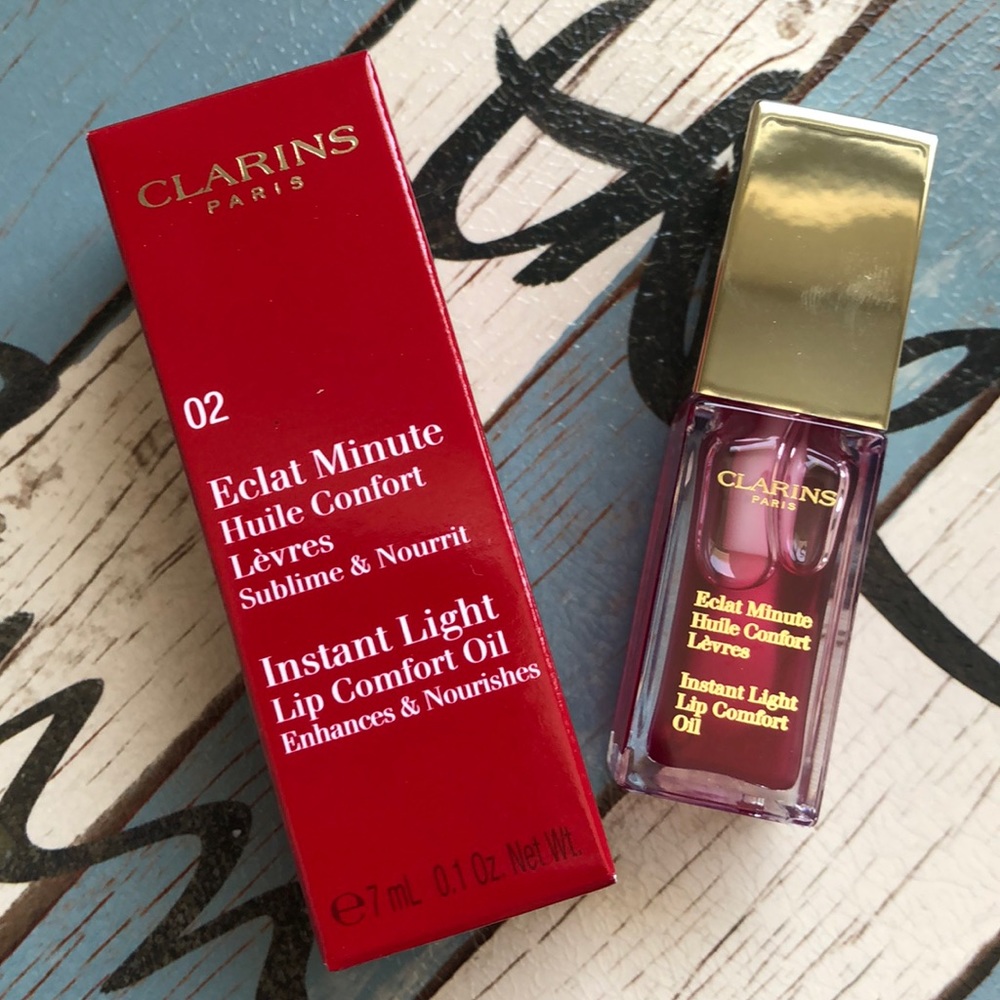 CLARINS
PARIS
02
Eclat Minute
Huile Confort
Lèvres
Sublime & Nourrit
Instant Light
Lip Comfort Oil
Enhances & Nourishes
℮7 mL 0.1 Oz. Net Wt.
CLARINS
PARIS
Eclat Minute
Huile Confort
Lèvres
Instant Light
Lip Comfort
Oil